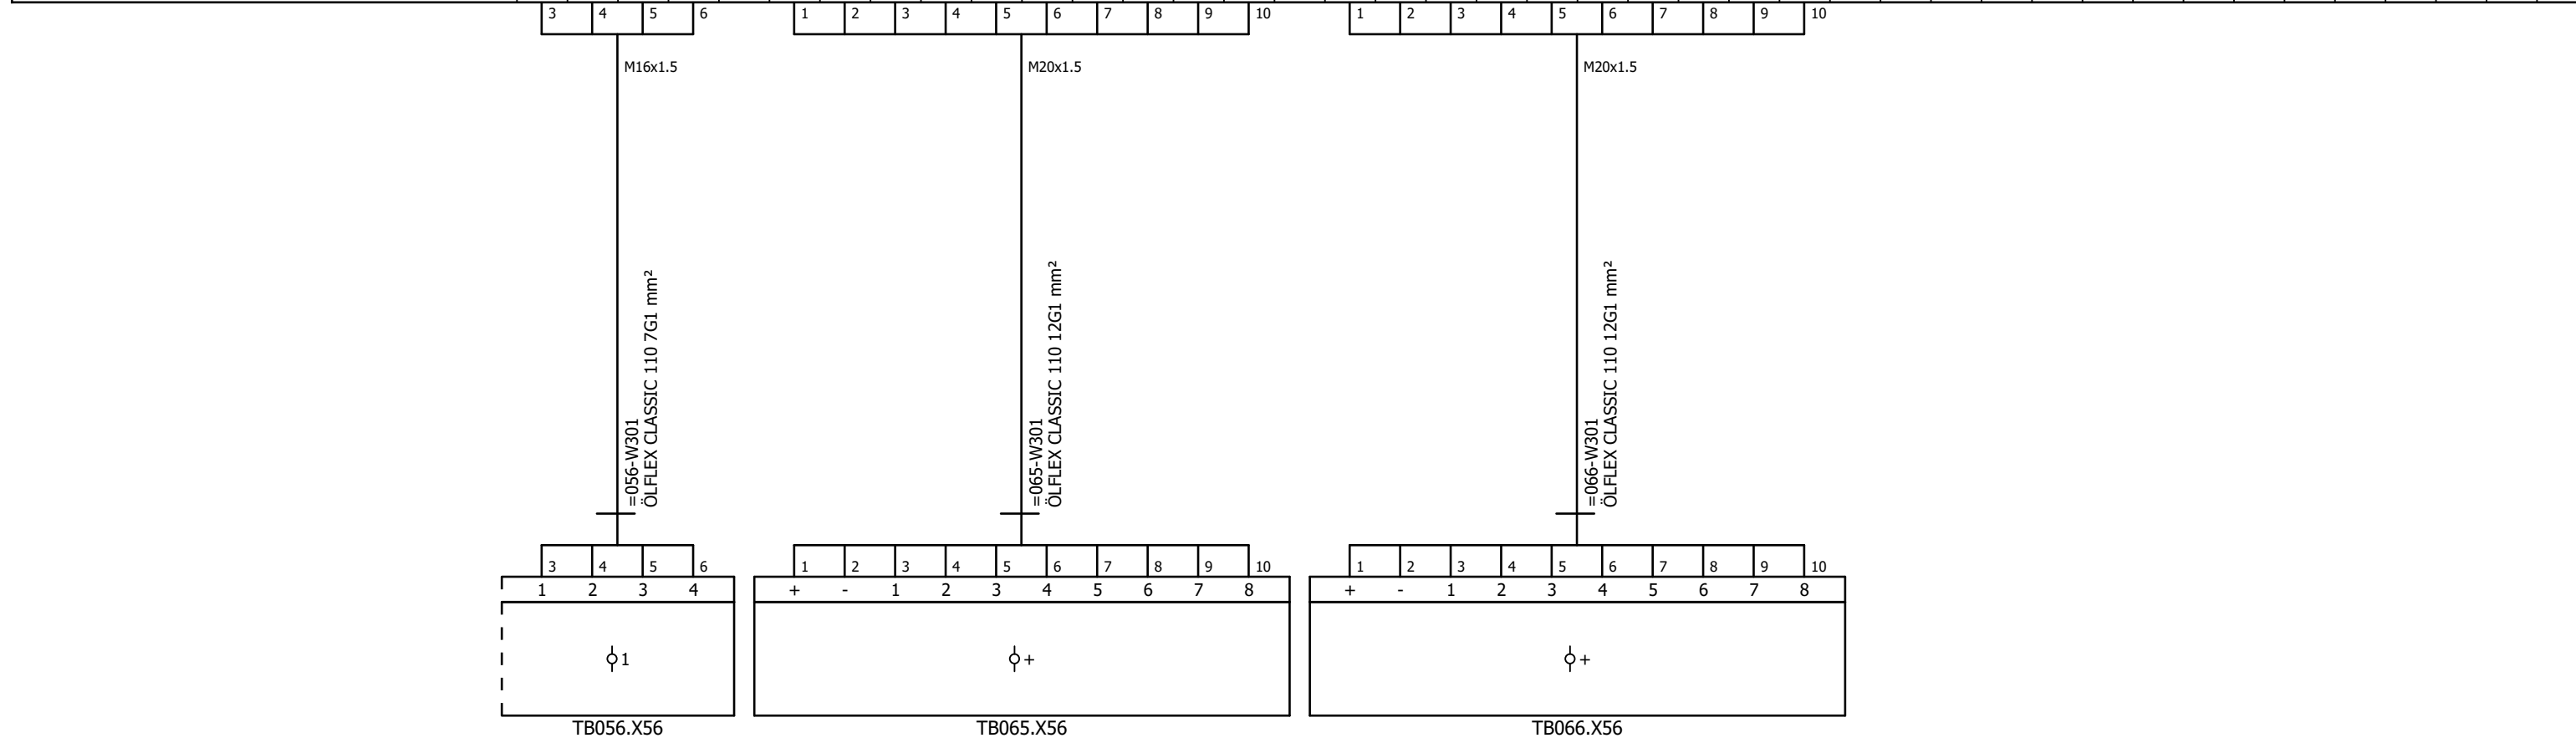 3 4 5 6 1 2 3 4 5 6 7 8 9 10 1 2 3 4 5 6 7 8 9 10
M16x1.5 M20x1.5 M20x1.5
=056-W301
ÖLFLEX CLASSIC 110 7G1 mm²
=065-W301
ÖLFLEX CLASSIC 110 12G1 mm²
=066-W301
ÖLFLEX CLASSIC 110 12G1 mm²
3 4 5 6 1 2 3 4 5 6 7 8 9 10 1 2 3 4 5 6 7 8 9 10
1 2 3 4 + - 1 2 3 4 5 6 7 8 + - 1 2 3 4 5 6 7 8
1 + +
TB056.X56 TB065.X56 TB066.X56